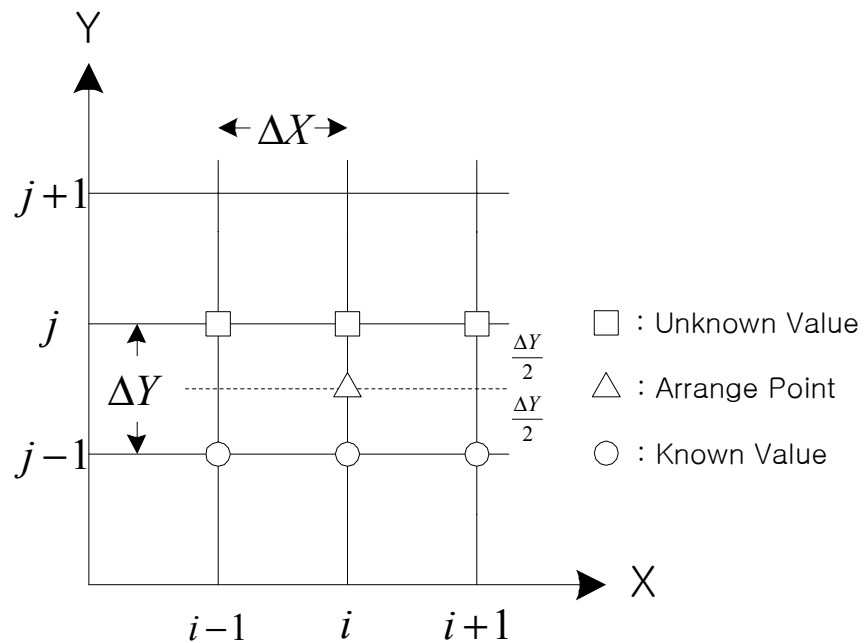 Y
ΔX
j+1
j
ΔY
j−1
ΔY/2
ΔY/2
□ : Unknown Value
△ : Arrange Point
○ : Known Value
X
i−1
i
i+1